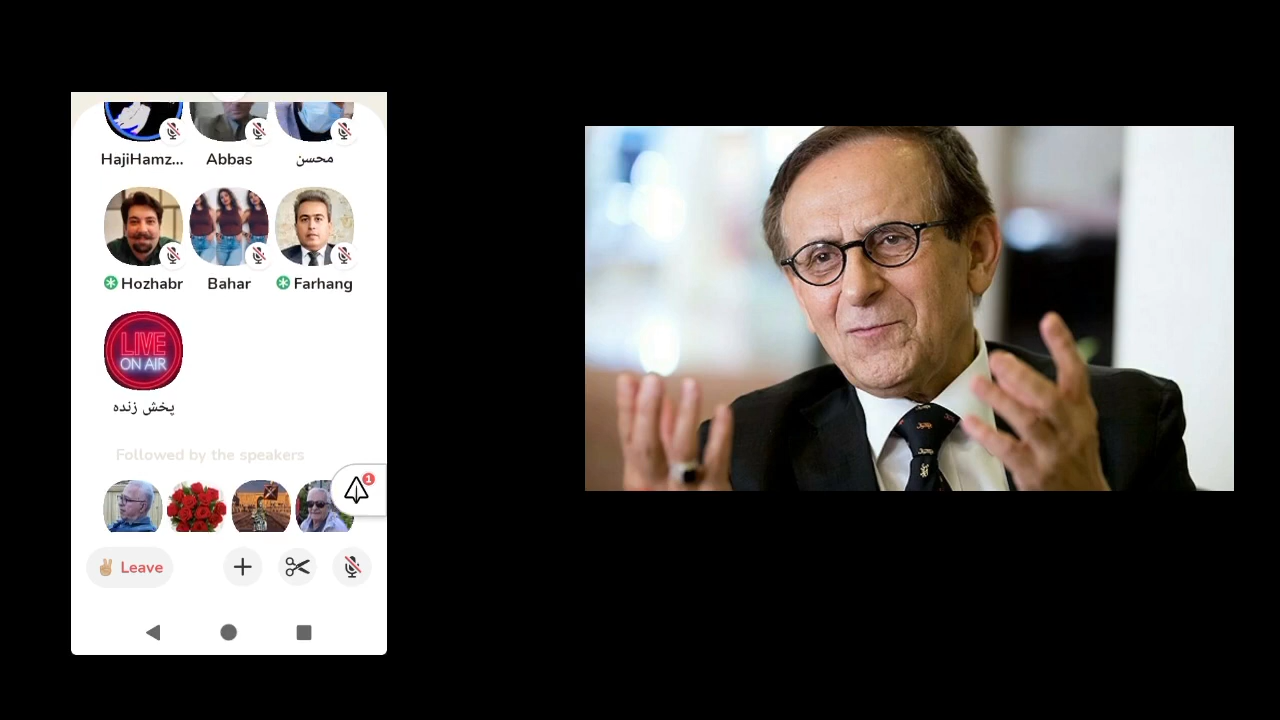 HajiHamz... Abbas محسن
Hozhabr Bahar Farhang
LIVE
ON AIR
پخش زنده
Followed by the speakers
1
Leave